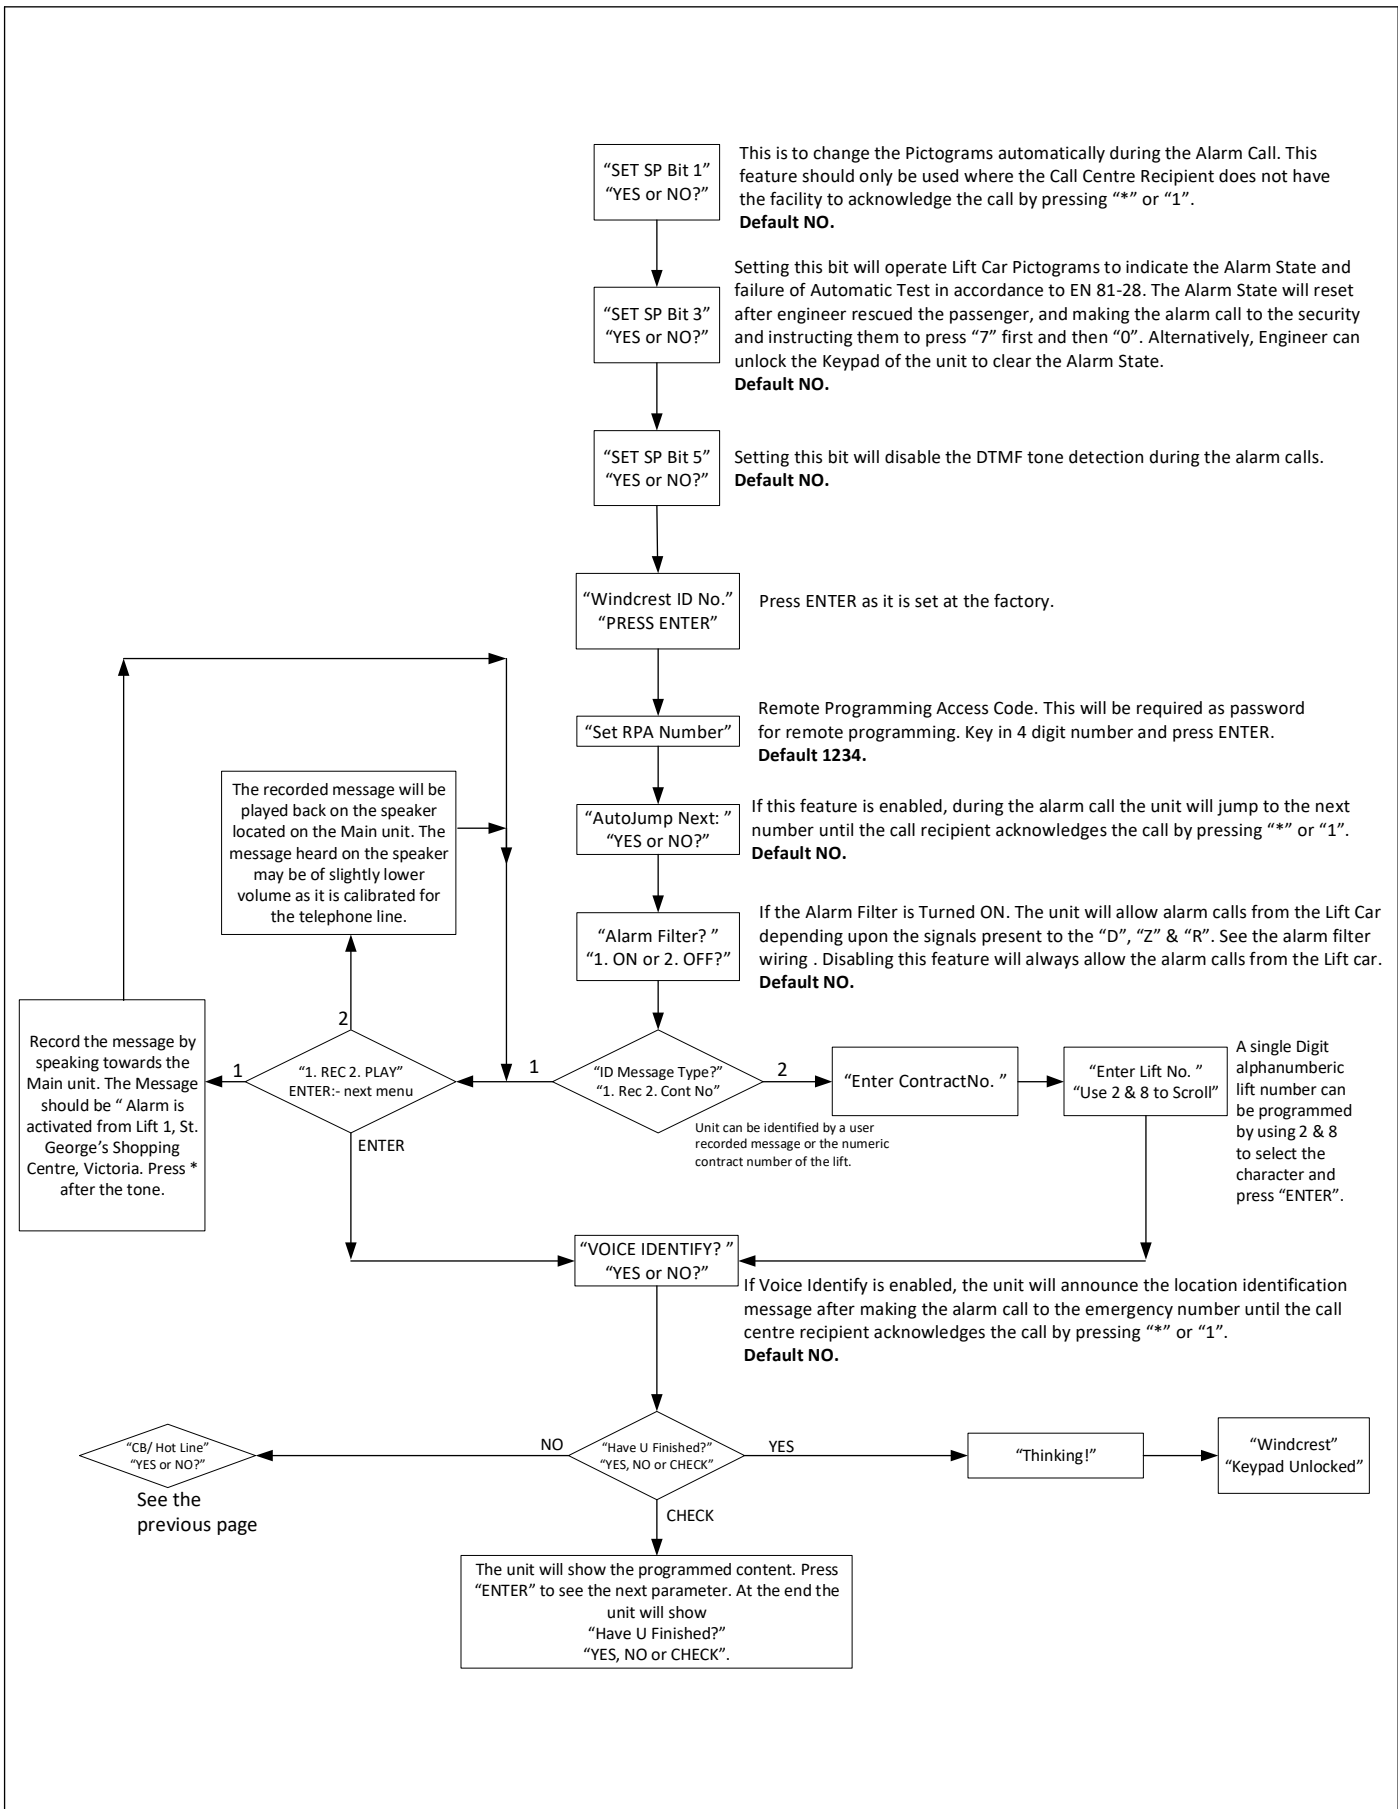 “SET SP Bit 1”
“YES or NO?”
This is to change the Pictograms automatically during the Alarm Call. This
feature should only be used where the Call Centre Recipient does not have
the facility to acknowledge the call by pressing “*” or “1”.
Default NO.
“SET SP Bit 3”
“YES or NO?”
Setting this bit will operate Lift Car Pictograms to indicate the Alarm State and
failure of Automatic Test in accordance to EN 81-28. The Alarm State will reset
after engineer rescued the passenger, and making the alarm call to the security
and instructing them to press “7” first and then “0”. Alternatively, Engineer can
unlock the Keypad of the unit to clear the Alarm State.
Default NO.
“SET SP Bit 5”
“YES or NO?”
Setting this bit will disable the DTMF tone detection during the alarm calls.
Default NO.
“Windcrest ID No.”
“PRESS ENTER”
Press ENTER as it is set at the factory.
“Set RPA Number”
Remote Programming Access Code. This will be required as password
for remote programming. Key in 4 digit number and press ENTER.
Default 1234.
“AutoJump Next: ”
“YES or NO?”
If this feature is enabled, during the alarm call the unit will jump to the next
number until the call recipient acknowledges the call by pressing “*” or “1”.
Default NO.
“Alarm Filter? ”
“1. ON or 2. OFF?”
If the Alarm Filter is Turned ON. The unit will allow alarm calls from the Lift Car
depending upon the signals present to the “D”, “Z” & “R”. See the alarm filter
wiring . Disabling this feature will always allow the alarm calls from the Lift car.
Default NO.
“ID Message Type?”
“1. Rec 2. Cont No”
1
2
Unit can be identified by a user
recorded message or the numeric
contract number of the lift.
“1. REC 2. PLAY”
ENTER:- next menu
1
2
ENTER
The recorded message will be
played back on the speaker
located on the Main unit. The
message heard on the speaker
may be of slightly lower
volume as it is calibrated for
the telephone line.
Record the message by
speaking towards the
Main unit. The Message
should be “ Alarm is
activated from Lift 1, St.
George’s Shopping
Centre, Victoria. Press *
after the tone.
“Enter ContractNo. ”
“Enter Lift No. ”
“Use 2 & 8 to Scroll”
A single Digit
alphanumberic
lift number can
be programmed
by using 2 & 8
to select the
character and
press “ENTER”.
“VOICE IDENTIFY? ”
“YES or NO?”
If Voice Identify is enabled, the unit will announce the location identification
message after making the alarm call to the emergency number until the call
centre recipient acknowledges the call by pressing “*” or “1”.
Default NO.
“Have U Finished?”
“YES, NO or CHECK”
NO
“CB/ Hot Line”
“YES or NO?”
See the
previous page
YES
“Thinking!”
“Windcrest”
“Keypad Unlocked”
CHECK
The unit will show the programmed content. Press
“ENTER” to see the next parameter. At the end the
unit will show
“Have U Finished?”
“YES, NO or CHECK”.